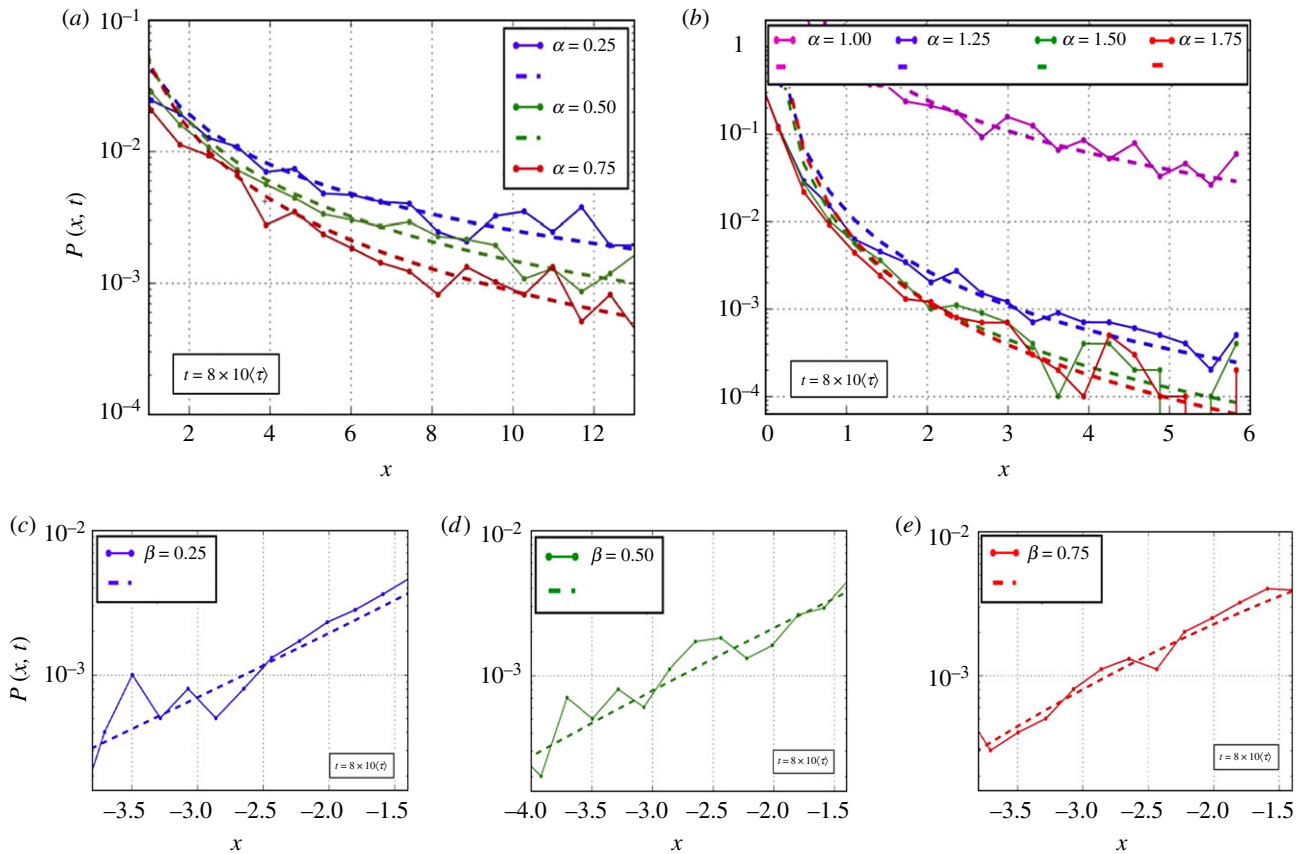 (a)
10–1
10–2
10–3
10–4
P (x, t)
α = 0.25
α = 0.50
α = 0.75
t = 8 × 10⟨τ⟩
2 4 6 8 10 12
x
(b)
1
10–1
10–2
10–3
10–4
α = 1.00 α = 1.25 α = 1.50 α = 1.75
t = 8 × 10⟨τ⟩
0 1 2 3 4 5 6
x
(c)
10–2
10–3
P (x, t)
β = 0.25
t = 8 × 10⟨τ⟩
–3.5 –3.0 –2.5 –2.0 –1.5
x
(d)
10–2
10–3
β = 0.50
t = 8 × 10⟨τ⟩
–4.0 –3.5 –3.0 –2.5 –2.0 –1.5
x
(e)
10–2
10–3
β = 0.75
t = 8 × 10⟨τ⟩
–3.5 –3.0 –2.5 –2.0 –1.5
x